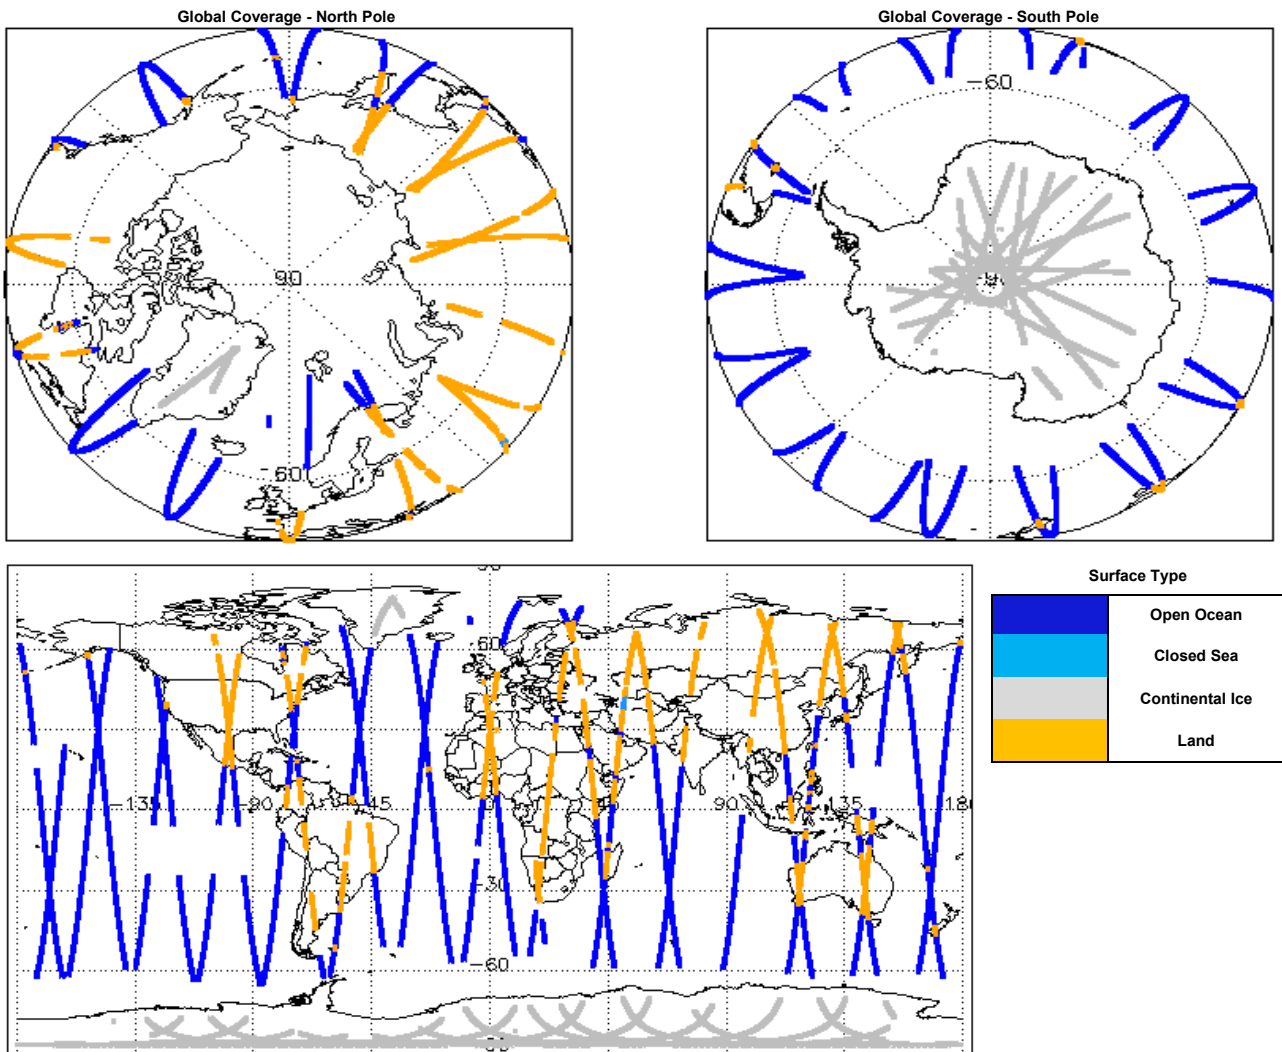 Global Coverage - North Pole
Global Coverage - South Pole
90
-60
-60
60
-135
-90
-45
90
135
180
-30
-60
Surface Type
Open Ocean
Closed Sea
Continental Ice
Land